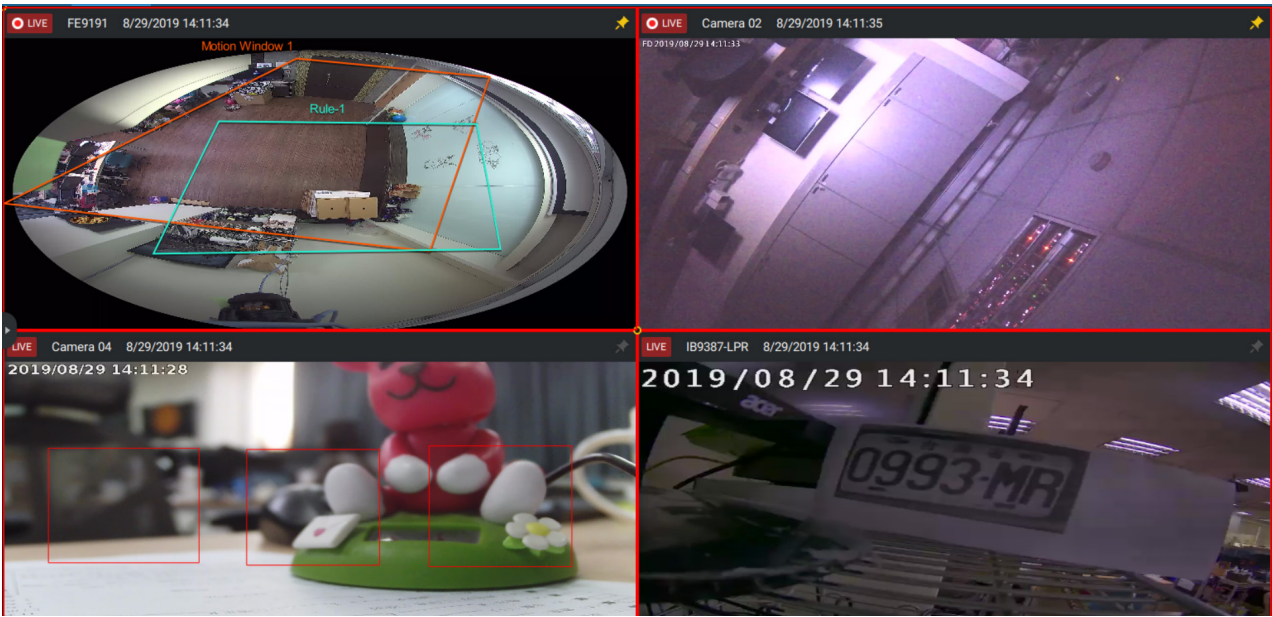 LIVE FE9191 8/29/2019 14:11:34
Motion Window 1
Rule-1
LIVE Camera 02 8/29/2019 14:11:35
FD 2019/08/29 14:11:33
LIVE Camera 04 8/29/2019 14:11:34
2019/08/29 14:11:28
LIVE IB9387-LPR 8/29/2019 14:11:34
2019/08/29 14:11:34
acer
0993-MR